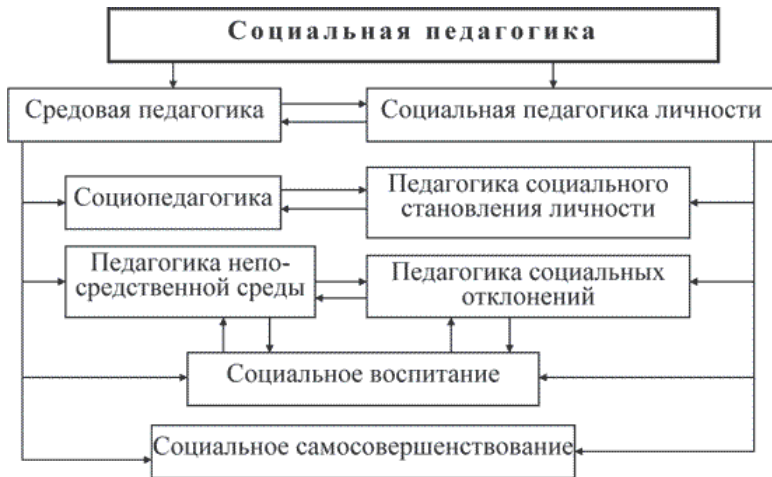 Социальная педагогика
Средовая педагогика
Социальная педагогика личности
Социопедагогика
Педагогика социального
становления личности
Педагогика непо-
средственной среды
Педагогика социальных
отклонений
Социальное воспитание
Социальное самосовершенствование